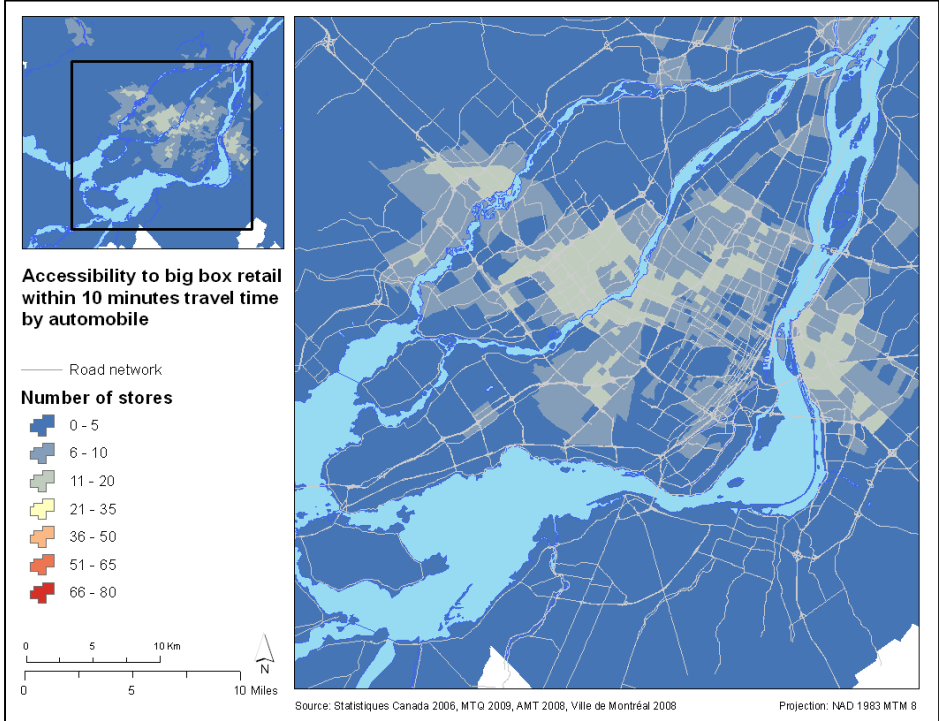 Accessibility to big box retail
within 10 minutes travel time
by automobile
Road network
Number of stores
0 - 5
6 - 10
11 - 20
21 - 35
36 - 50
51 - 65
66 - 80
0 5 10 Km
N
0 5 10 Miles
Source: Statistiques Canada 2006, MTQ 2009, AMT 2008, Ville de Montréal 2008
Projection: NAD 1983 MTM 8